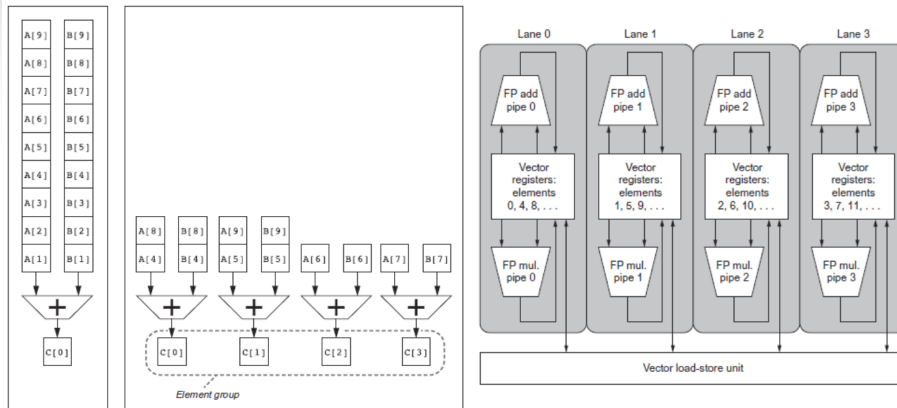 A[9] B[9]
A[8] B[8]
A[7] B[7]
A[6] B[6]
A[5] B[5]
A[4] B[4]
A[3] B[3]
A[2] B[2]
A[1] B[1]
+
C[0]
A[8] B[8] A[9] B[9]
A[4] B[4] A[5] B[5] A[6] B[6] A[7] B[7]
+ + + +
C[0] C[1] C[2] C[3]
Element group
Lane 0 Lane 1 Lane 2 Lane 3
FP add FP add FP add FP add
pipe 0 pipe 1 pipe 2 pipe 3
Vector Vector Vector Vector
registers: registers: registers: registers:
elements elements elements elements
0, 4, 8, . . . 1, 5, 9, . . . 2, 6, 10, . . . 3, 7, 11, . . .
FP mul. FP mul. FP mul. FP mul.
pipe 0 pipe 1 pipe 2 pipe 3
Vector load-store unit